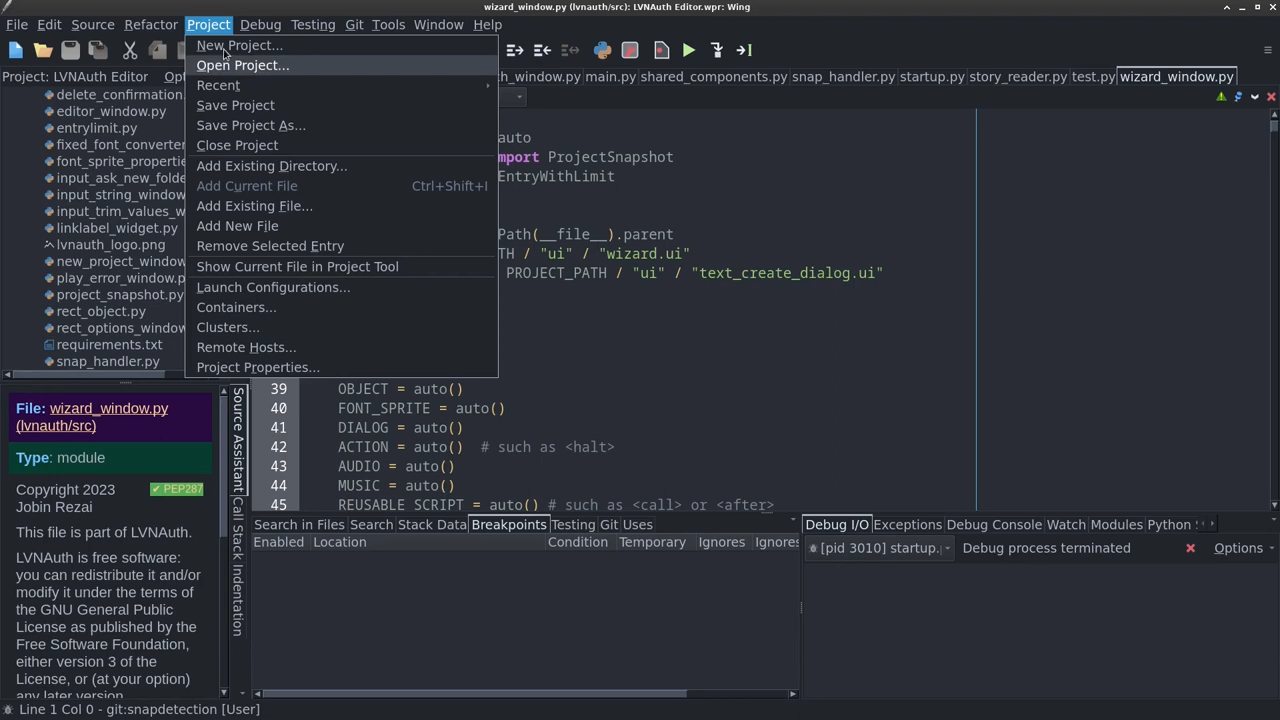 wizard_window.py (lvnauth/src): LVNAuth Editor.wpr: Wing
File Edit Source Refactor Project Debug Testing Git Tools Window Help
Project: LVNAuth Editor
delete_confirmation.
editor_window.py
entrylimit.py
fixed_font_converter
font_sprite_propertie
input_ask_new_folde
input_string_window
input_trim_values_w
linklabel_widget.py
lvnauth_logo.png
new_project_window
play_error_window.p
project_snapshot.py
rect_object.py
rect_options_window
requirements.txt
snap_handler.py
New Project...
Open Project...
Recent
Save Project
Save Project As...
Close Project
Add Existing Directory...
Add Current File Ctrl+Shift+I
Add Existing File...
Add New File
Remove Selected Entry
Show Current File in Project Tool
Launch Configurations...
Containers...
Clusters...
Remote Hosts...
Project Properties...
h_window.py main.py shared_components.py snap_handler.py startup.py story_reader.py test.py wizard_window.py
auto
mport ProjectSnapshot
EntryWithLimit
Path(__file__).parent
TH / "ui" / "wizard.ui"
PROJECT_PATH / "ui" / "text_create_dialog.ui"
39 OBJECT = auto()
40 FONT_SPRITE = auto()
41 DIALOG = auto()
42 ACTION = auto() # such as <halt>
43 AUDIO = auto()
44 MUSIC = auto()
45 REUSABLE_SCRIPT = auto() # such as <call> or <after>
File: wizard_window.py
(lvnauth/src)
Type: module
Copyright 2023 ✔ PEP287
Jobin Rezai
This file is part of LVNAuth.
LVNAuth is free software:
you can redistribute it and/or
modify it under the terms of
the GNU General Public
License as published by the
Free Software Foundation,
either version 3 of the
License, or (at your option)
any later version.
Source Assistant
Call Stack
Indentation
Search in Files Search Stack Data Breakpoints Testing Git Uses
Enabled Location Condition Temporary Ignores Ignores
Debug I/O Exceptions Debug Console Watch Modules Python
[pid 3010] startup. Debug process terminated Options
Line 1 Col 0 - git:snapdetection [User]